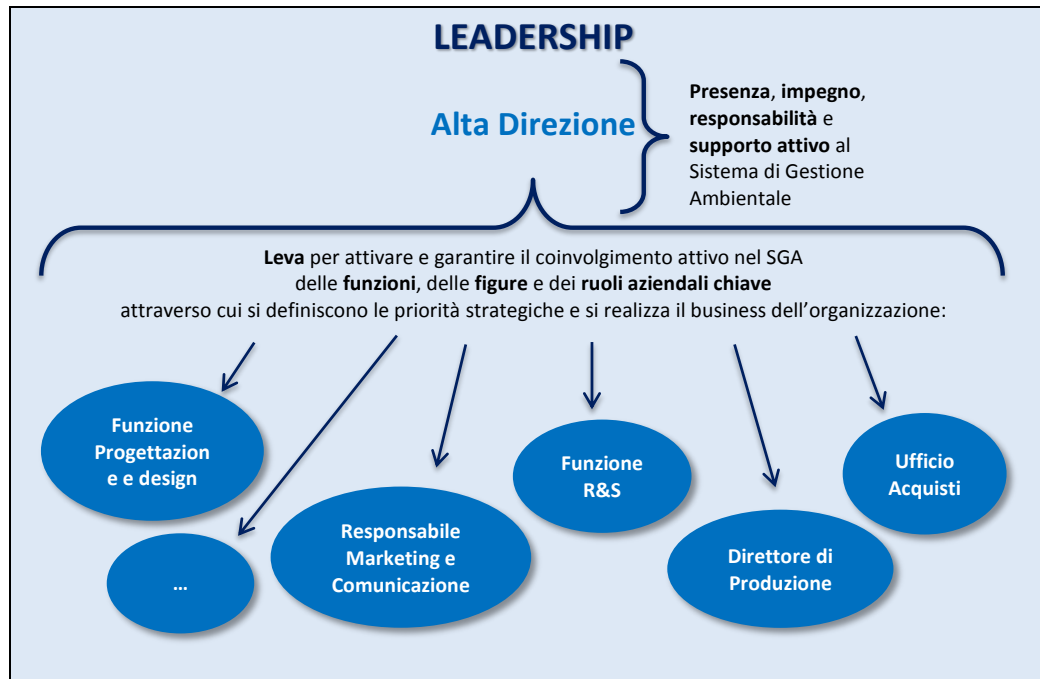 LEADERSHIP
Alta Direzione
Presenza, impegno,
responsabilità e
supporto attivo al
Sistema di Gestione
Ambientale
Leva per attivare e garantire il coinvolgimento attivo nel SGA
delle funzioni, delle figure e dei ruoli aziendali chiave
attraverso cui si definiscono le priorità strategiche e si realizza il business dell’organizzazione:
Funzione
Progettazion
e e design
...
Responsabile
Marketing e
Comunicazione
Funzione
R&S
Direttore di
Produzione
Ufficio
Acquisti